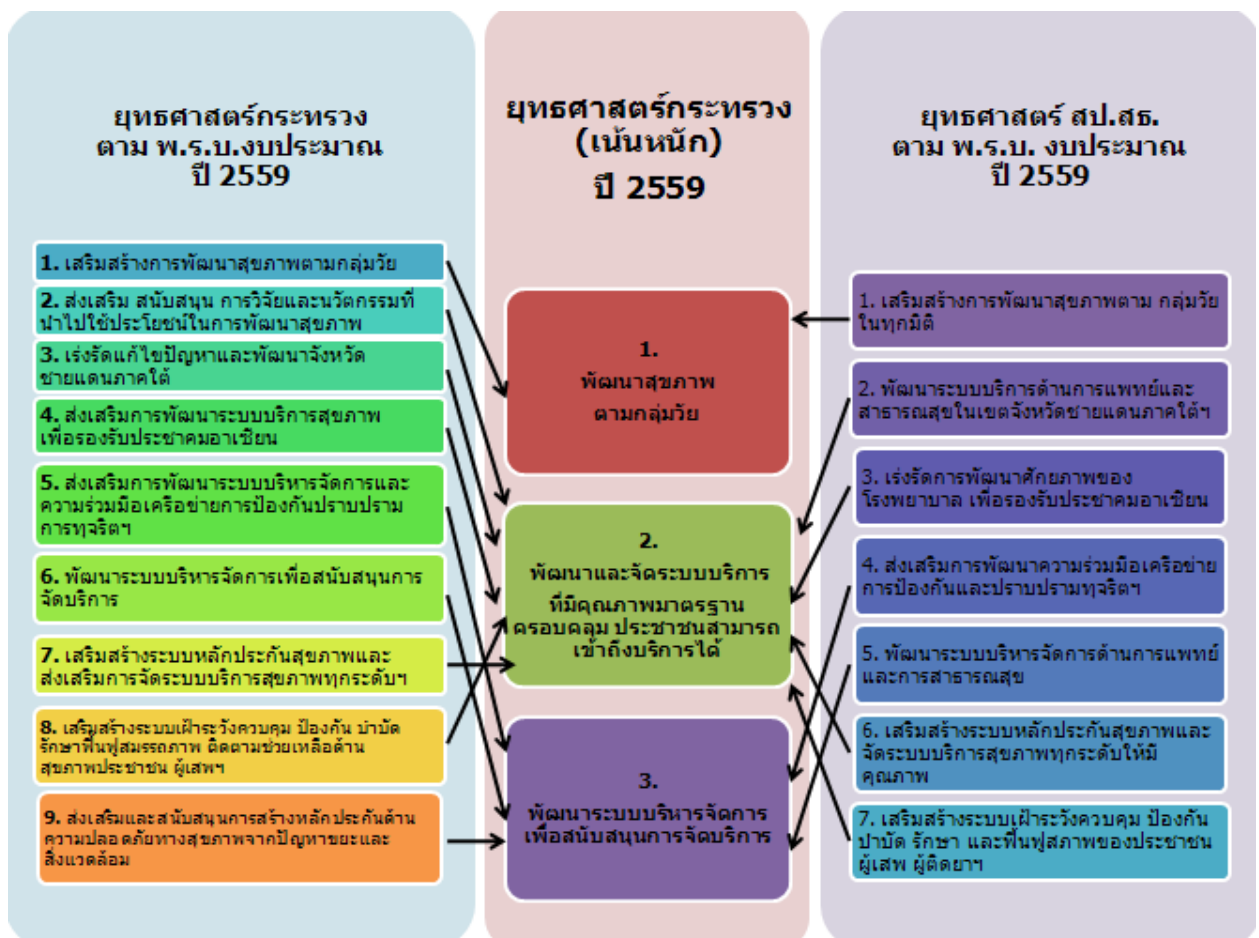 ยุทธศาสตร์กระทรวง
ตาม พ.ร.บ.งบประมาณ
ปี 2559
1. เสริมสร้างการพัฒนาสุขภาพตามกลุ่มวัย
2. ส่งเสริม สนับสนุน การวิจัยและนวัตกรรมที่
นำไปใช้ประโยชน์ในการพัฒนาสุขภาพ
3. เร่งรัดแก้ไขปัญหาและพัฒนาจังหวัด
ชายแดนภาคใต้
4. ส่งเสริมการพัฒนาระบบบริการสุขภาพ
เพื่อรองรับประชาคมอาเซียน
5. ส่งเสริมการพัฒนาระบบบริหารจัดการและ
ความร่วมมือเครือข่ายการป้องกันปราบปราม
การทุจริตฯ
6. พัฒนาระบบบริหารจัดการเพื่อสนับสนุนการ
จัดบริการ
7. เสริมสร้างระบบหลักประกันสุขภาพและ
ส่งเสริมการจัดระบบบริการสุขภาพทุกระดับฯ
8. เสริมสร้างระบบเฝ้าระวังควบคุม ป้องกัน บำบัด
รักษาฟื้นฟูสมรรถภาพ ติดตามช่วยเหลือด้าน
สุขภาพประชาชน ผู้เสพฯ
9. ส่งเสริมและสนับสนุนการสร้างหลักประกันด้าน
ความปลอดภัยทางสุขภาพจากปัญหาขยะและ
สิ่งแวดล้อม
ยุทธศาสตร์กระทรวง
(เน้นหนัก)
ปี 2559
1.
พัฒนาสุขภาพ
ตามกลุ่มวัย
2.
พัฒนาและจัดระบบบริการ
ที่มีคุณภาพมาตรฐาน
ครอบคลุม ประชาชนสามารถ
เข้าถึงบริการได้
3.
พัฒนาระบบบริหารจัดการ
เพื่อสนับสนุนการจัดบริการ
ยุทธศาสตร์ สป.สธ.
ตาม พ.ร.บ. งบประมาณ
ปี 2559
1. เสริมสร้างการพัฒนาสุขภาพตาม กลุ่มวัย
ในทุกมิติ
2. พัฒนาระบบบริการด้านการแพทย์และ
สาธารณสุขในเขตจังหวัดชายแดนภาคใต้ฯ
3. เร่งรัดการพัฒนาศักยภาพของ
โรงพยาบาล เพื่อรองรับประชาคมอาเซียน
4. ส่งเสริมการพัฒนาความร่วมมือเครือข่าย
การป้องกันและปราบปรามทุจริตฯ
5. พัฒนาระบบบริหารจัดการด้านการแพทย์
และการสาธารณสุข
6. เสริมสร้างระบบหลักประกันสุขภาพและ
จัดระบบบริการสุขภาพทุกระดับให้มี
คุณภาพ
7. เสริมสร้างระบบเฝ้าระวังควบคุม ป้องกัน
บำบัด รักษา และฟื้นฟูสภาพของประชาชน
ผู้เสพ ผู้ติดยาฯ